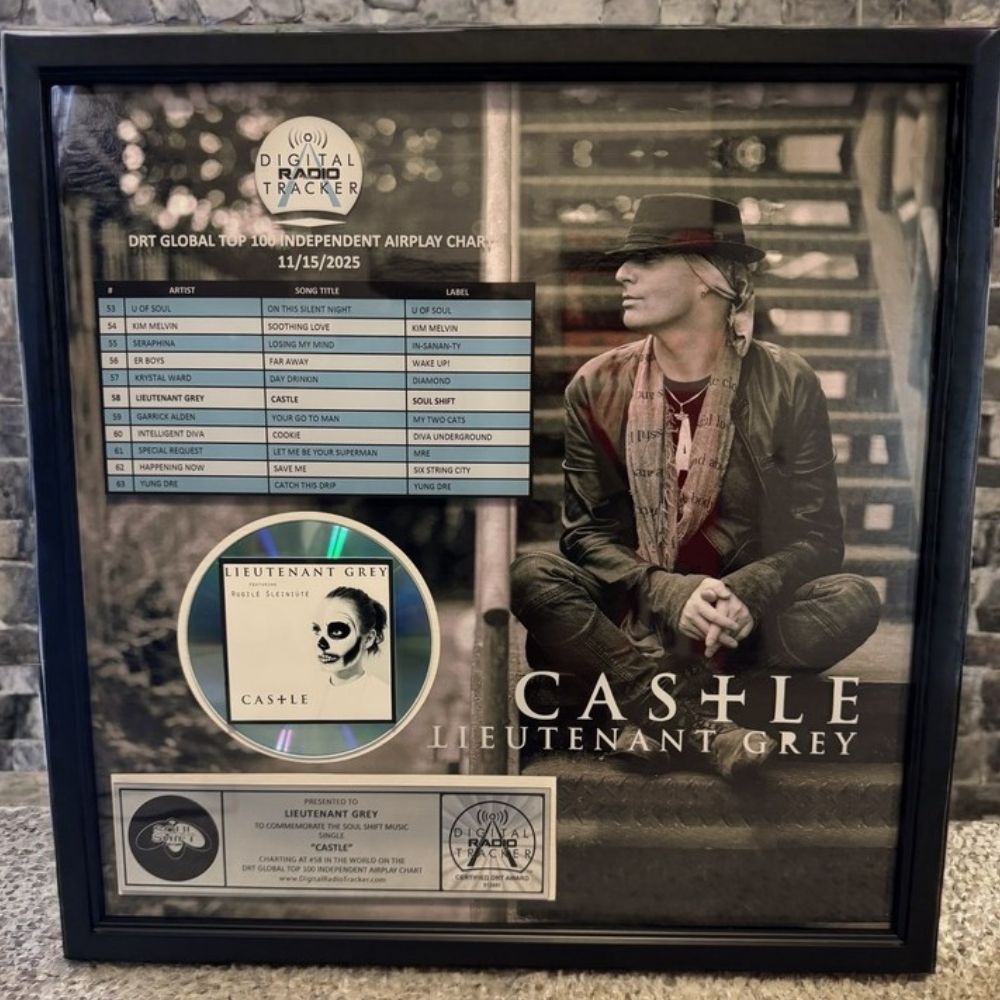 DIGITAL
RADIO
TRACKER
DRT GLOBAL TOP 100 INDEPENDENT AIRPLAY CHART
11/15/2025
# ARTIST SONG TITLE LABEL
53 U OF SOUL ON THIS SILENT NIGHT U OF SOUL
54 KIM MELVIN SOOTHING LOVE KIM MELVIN
55 SERAPHINA LOSING MY MIND IN-SANAN-TY
56 ER BOYS FAR AWAY WAKE UP!
57 KRYSTAL WARD DAY DRINKIN DIAMOND
58 LIEUTENANT GREY CASTLE SOUL SHIFT
59 GARRICK ALDEN YOUR GO TO MAN MY TWO CATS
60 INTELLIGENT DIVA COOKIE DIVA UNDERGROUND
61 SPECIAL REQUEST LET ME BE YOUR SUPERMAN MRE
62 HAPPENING NOW SAVE ME SIX STRING CITY
63 YUNG DRE CATCH THIS DRIP YUNG DRE
LIEUTENANT GREY
FEATURING
RUGILĖ ŠLEINIŪTĖ
CASTLE
CASTLE
LIEUTENANT GREY
SOUL
SHIFT
PRESENTED TO
LIEUTENANT GREY
TO COMMEMORATE THE SOUL SHIFT MUSIC
SINGLE
"CASTLE"
CHARTING AT #58 IN THE WORLD ON THE
DRT GLOBAL TOP 100 INDEPENDENT AIRPLAY CHART
www.DigitalRadioTracker.com
DIGITAL
RADIO
TRACKER
CERTIFIED DRT AWARD